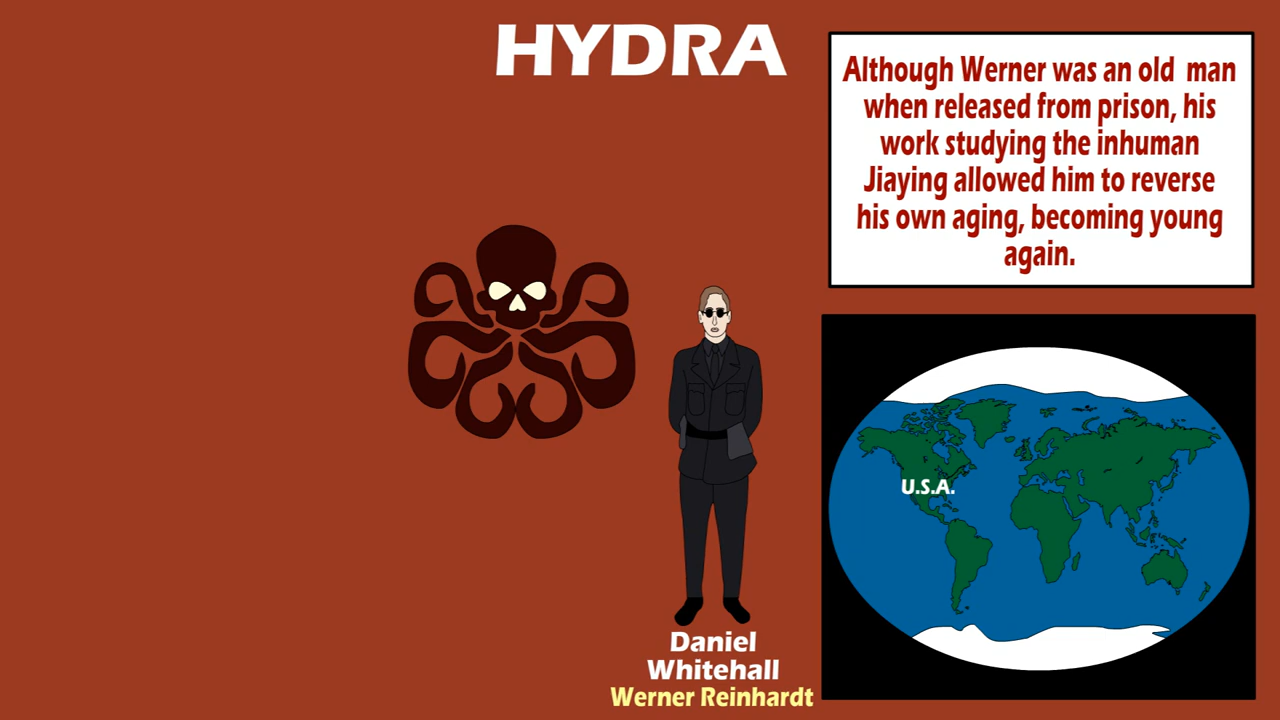 HYDRA
Although Werner was an old man
when released from prison, his
work studying the inhuman
Jiaying allowed him to reverse
his own aging, becoming young
again.
U.S.A.
Daniel
Whitehall
Werner Reinhardt